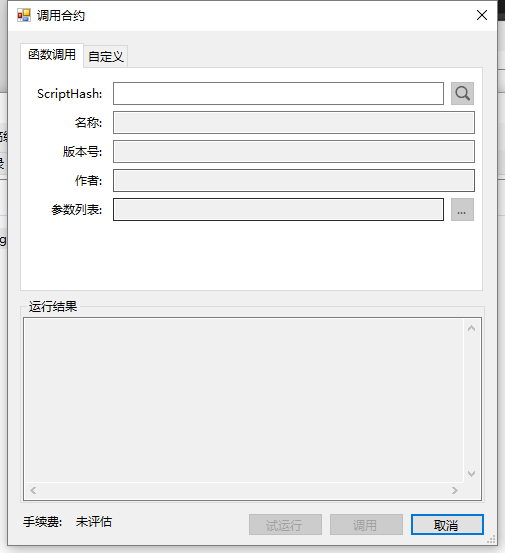 调用合约
函数调用 自定义
ScriptHash:
名称:
版本号:
作者:
参数列表: ...
运行结果
手续费: 未评估 试运行 调用 取消